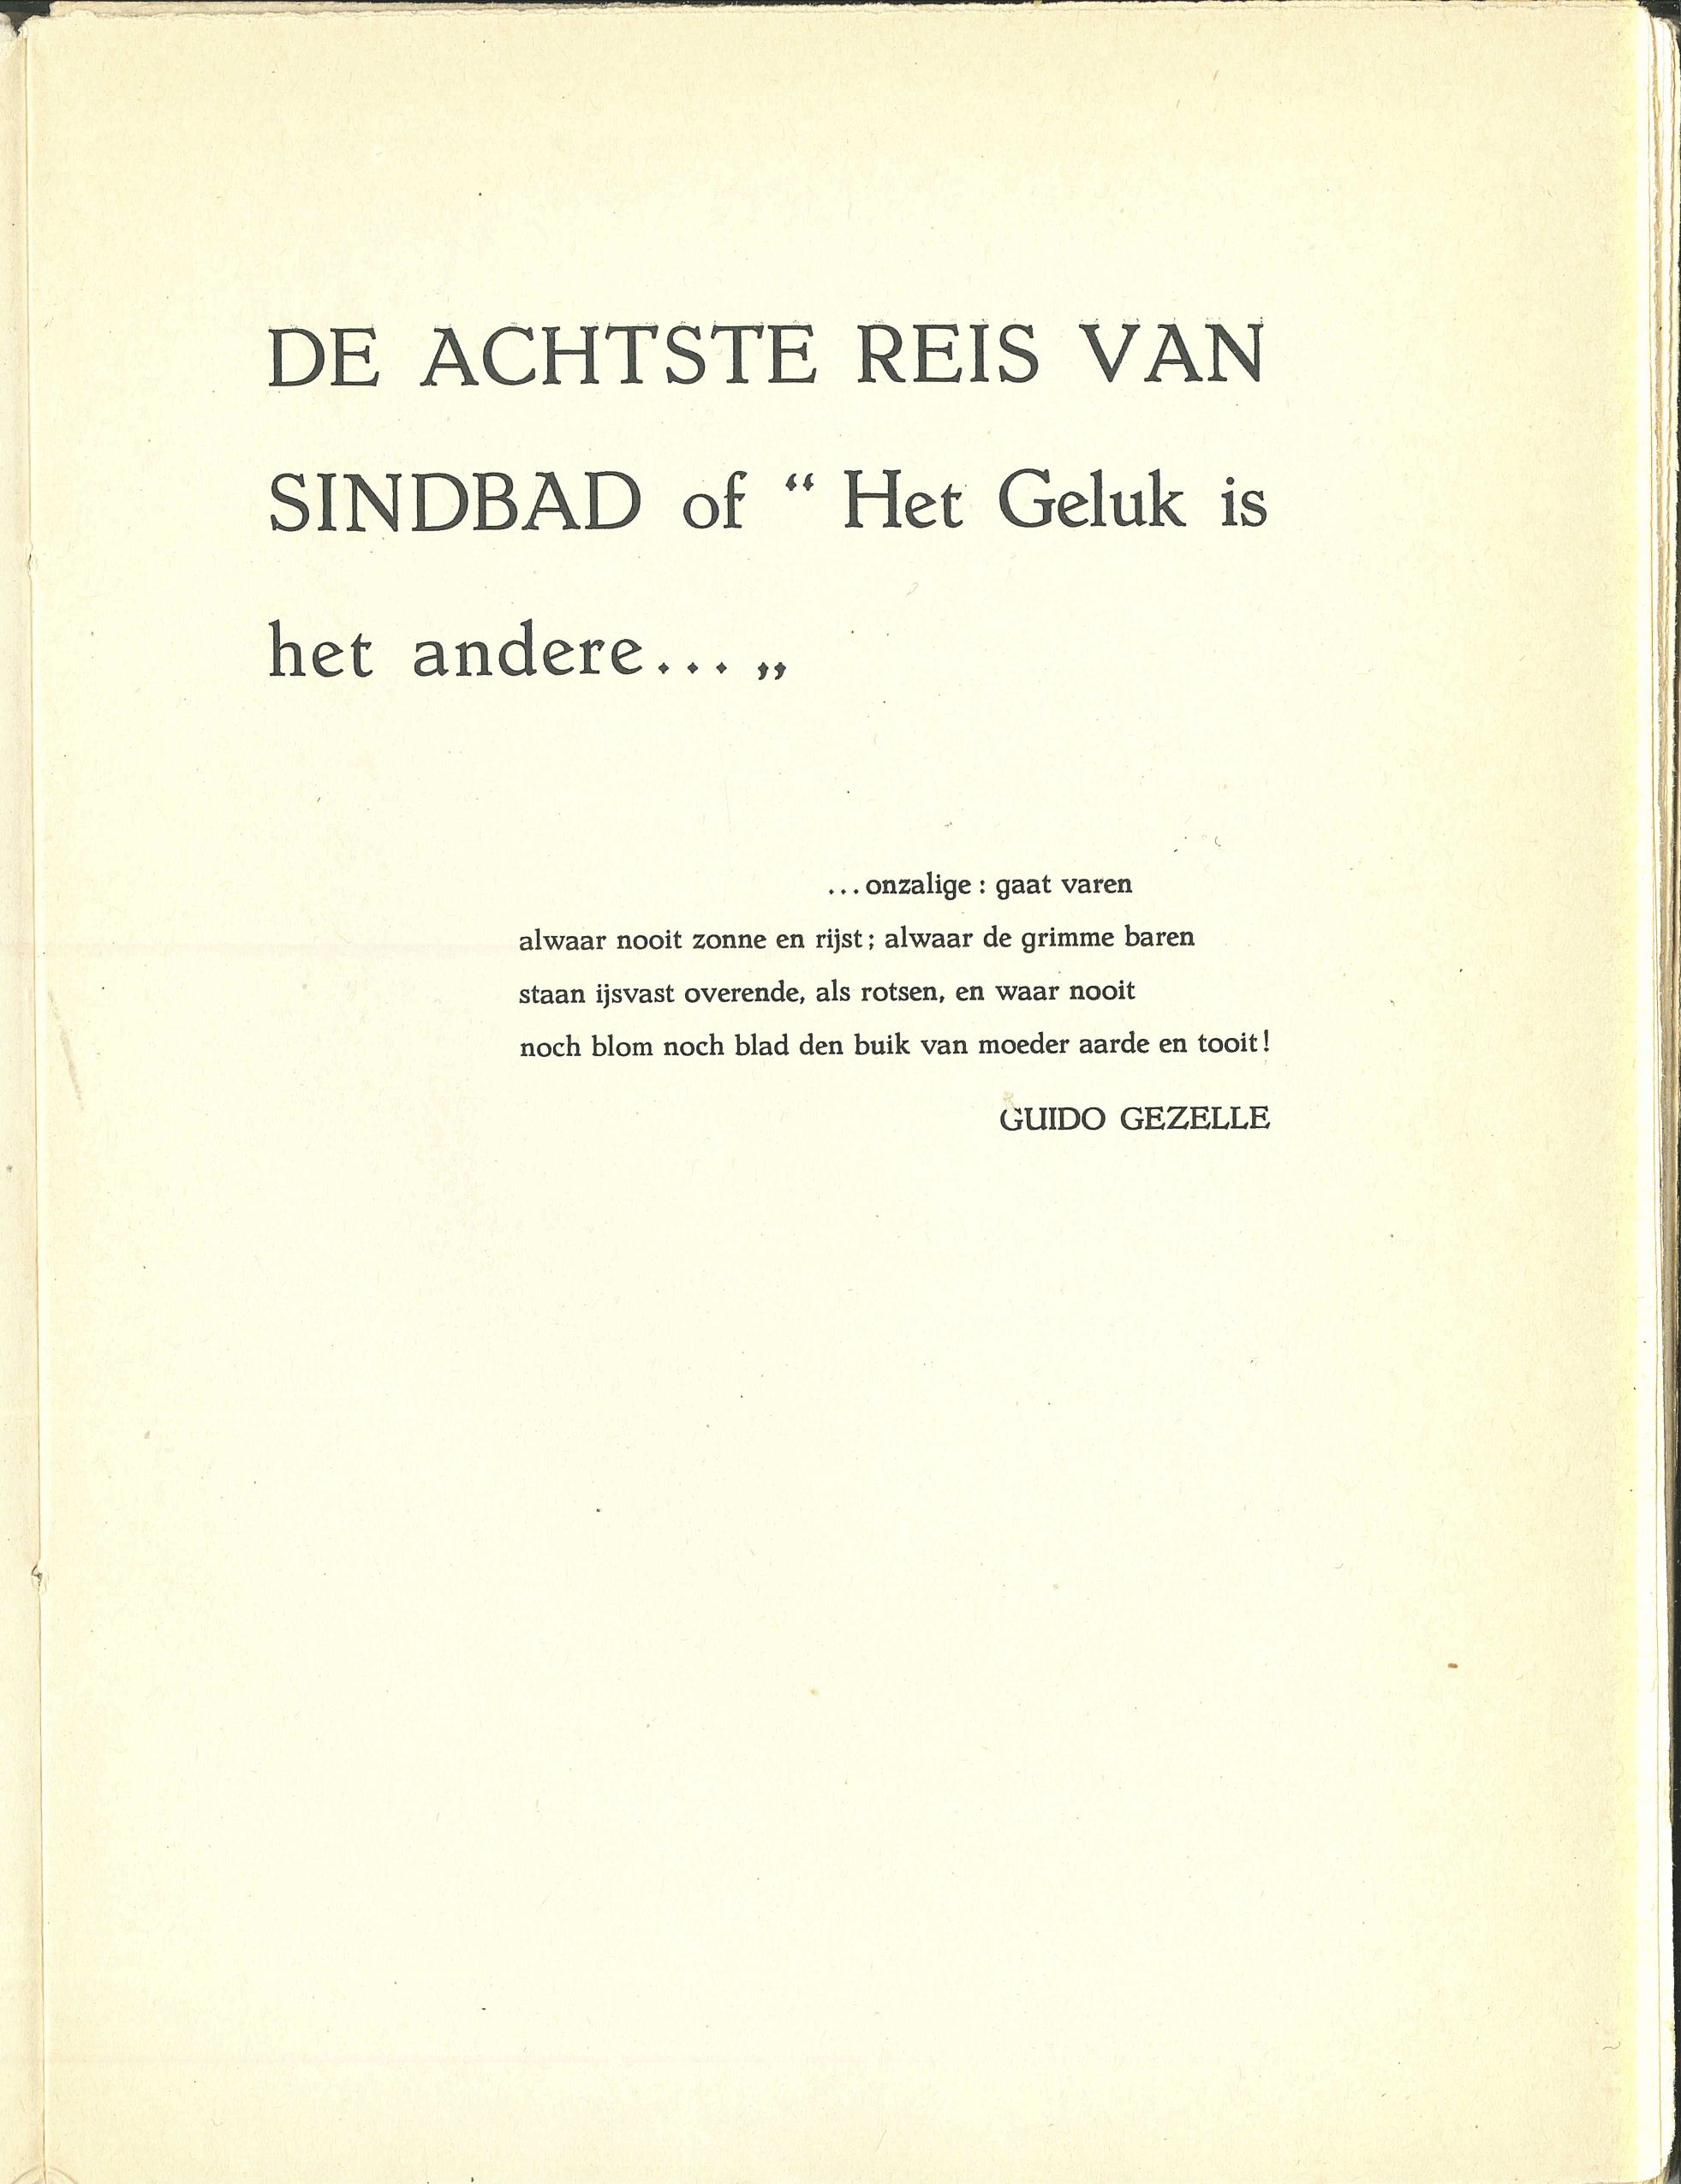 DE ACHTSTE REIS VAN
SINDBAD of “ Het Geluk is
het andere... „
...onzalige : gaat varen
alwaar nooit zonne en rijst ; alwaar de grimme baren
staan ijsvast overende, als rotsen, en waar nooit
noch blom noch blad den buik van moeder aarde en tooit !
GUIDO GEZELLE